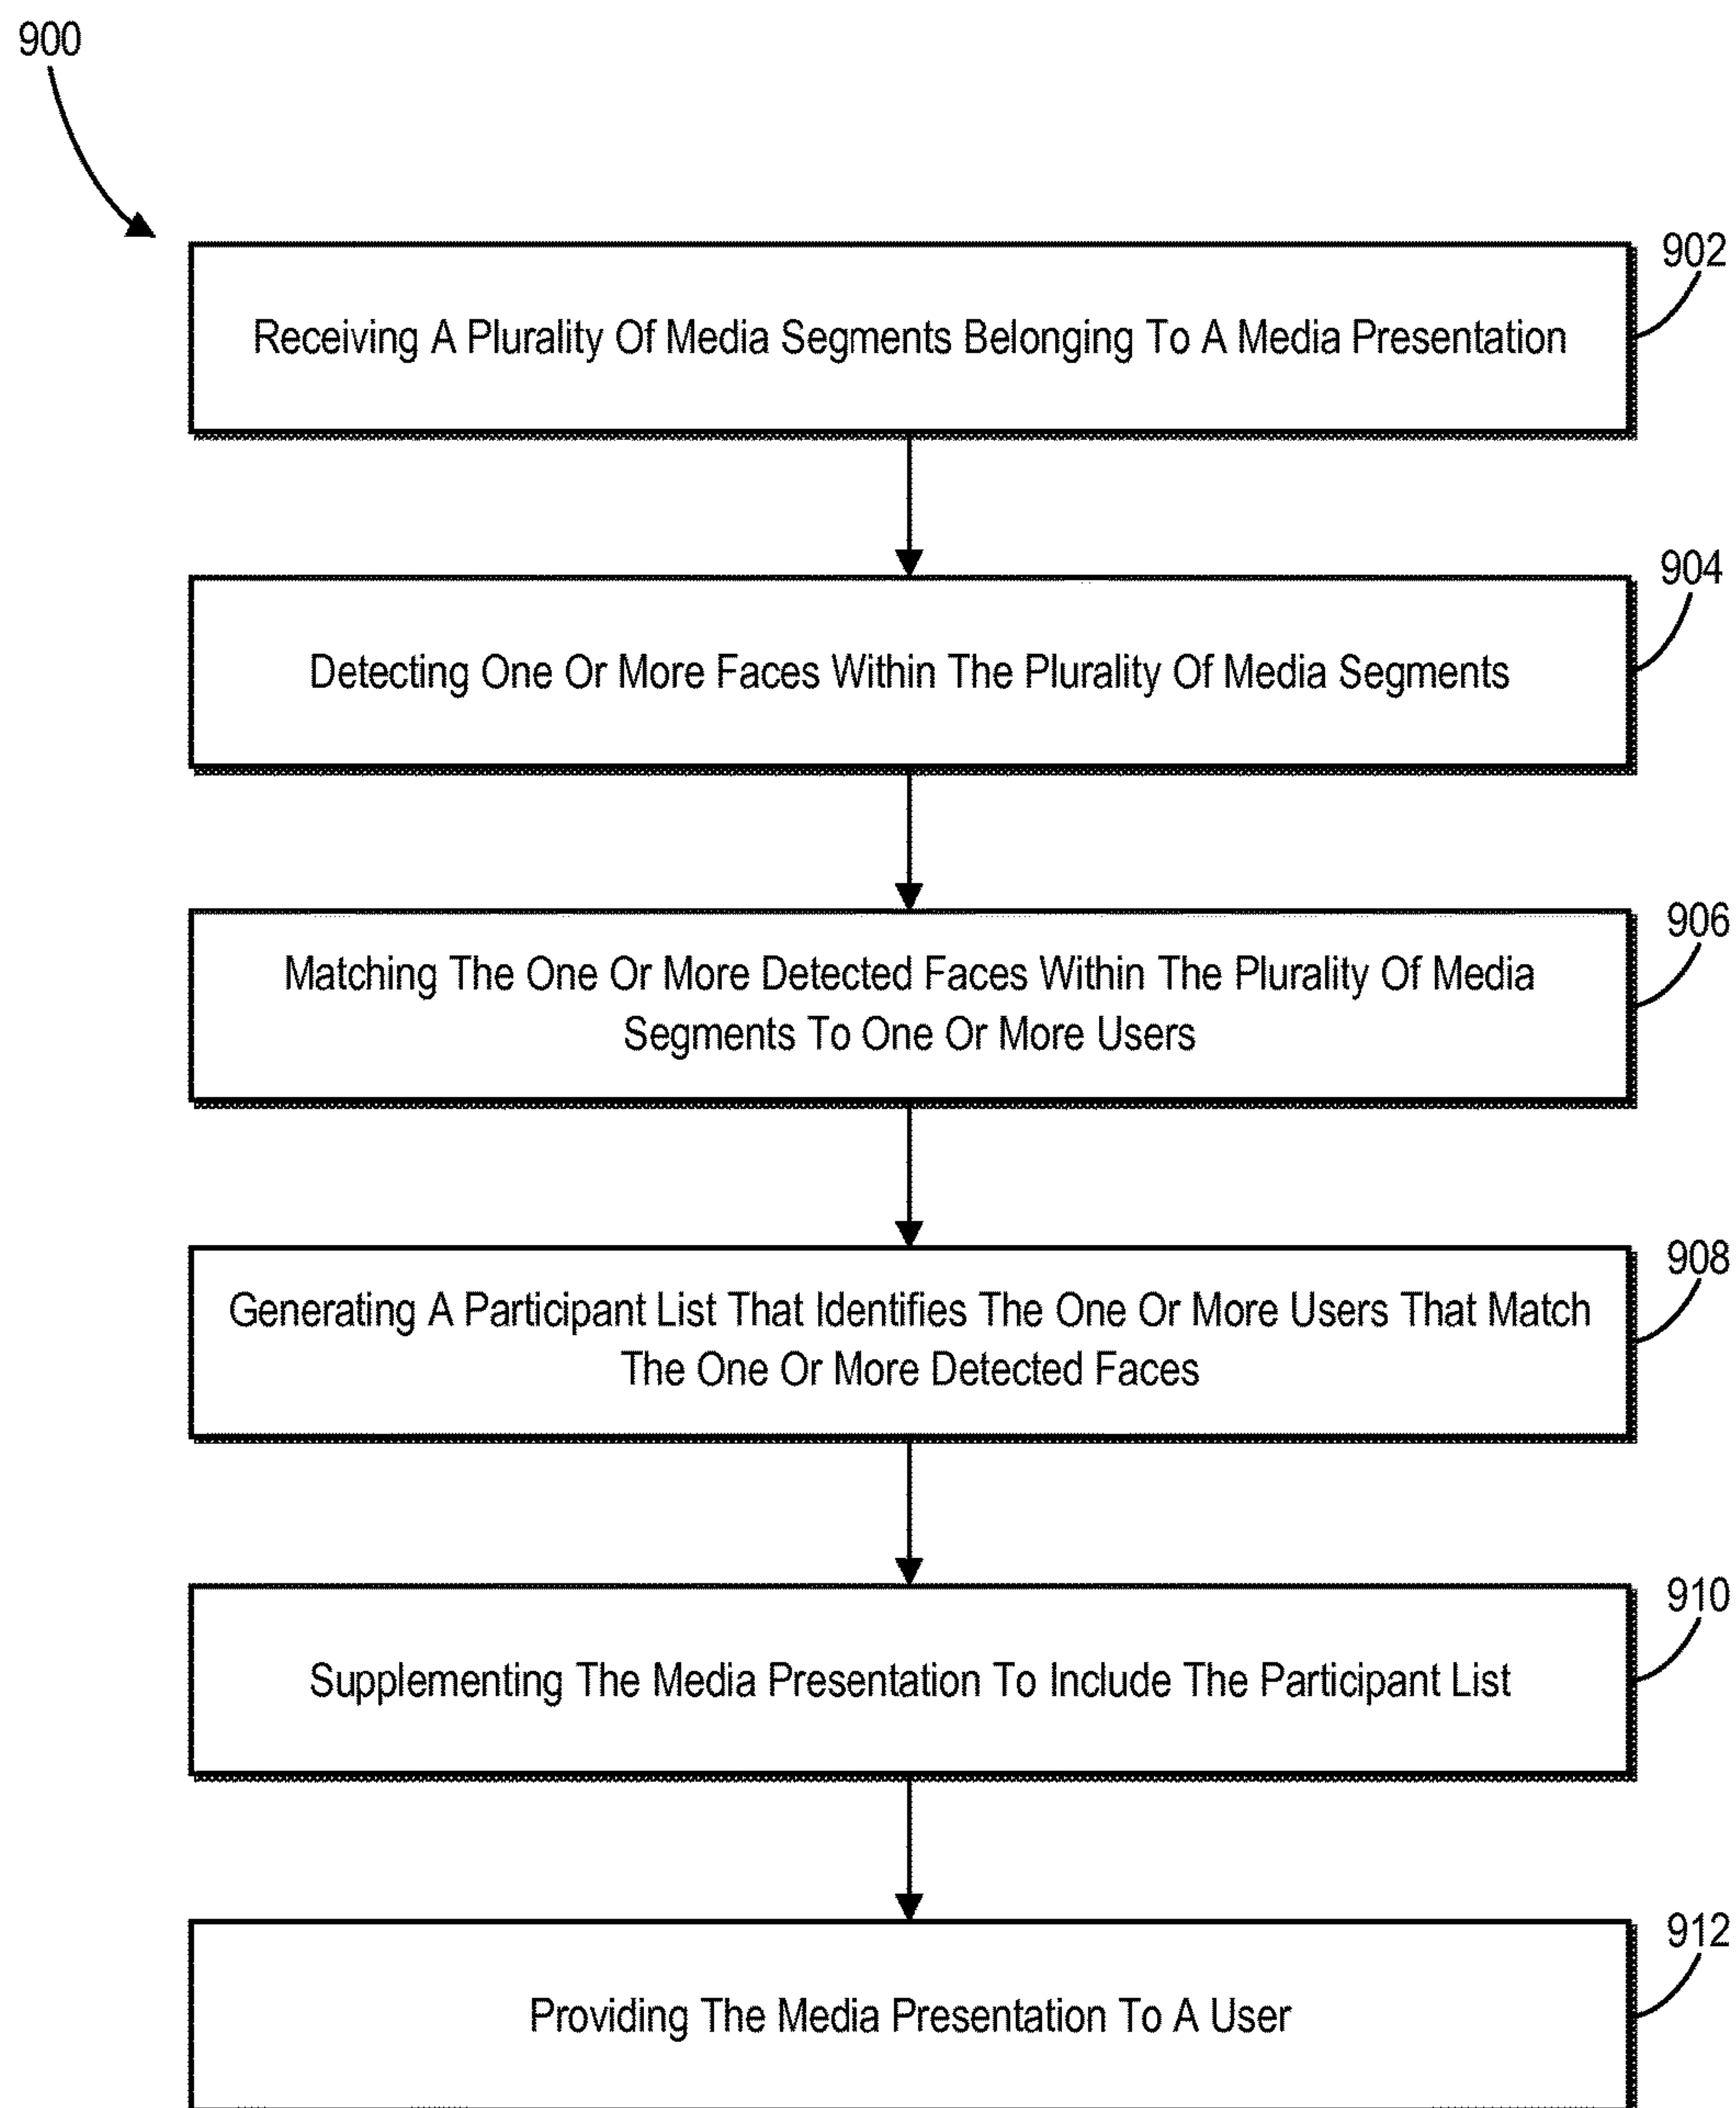 900
902
Receiving A Plurality Of Media Segments Belonging To A Media Presentation
904
Detecting One Or More Faces Within The Plurality Of Media Segments
906
Matching The One Or More Detected Faces Within The Plurality Of Media
Segments To One Or More Users
908
Generating A Participant List That Identifies The One Or More Users That Match
The One Or More Detected Faces
910
Supplementing The Media Presentation To Include The Participant List
912
Providing The Media Presentation To A User